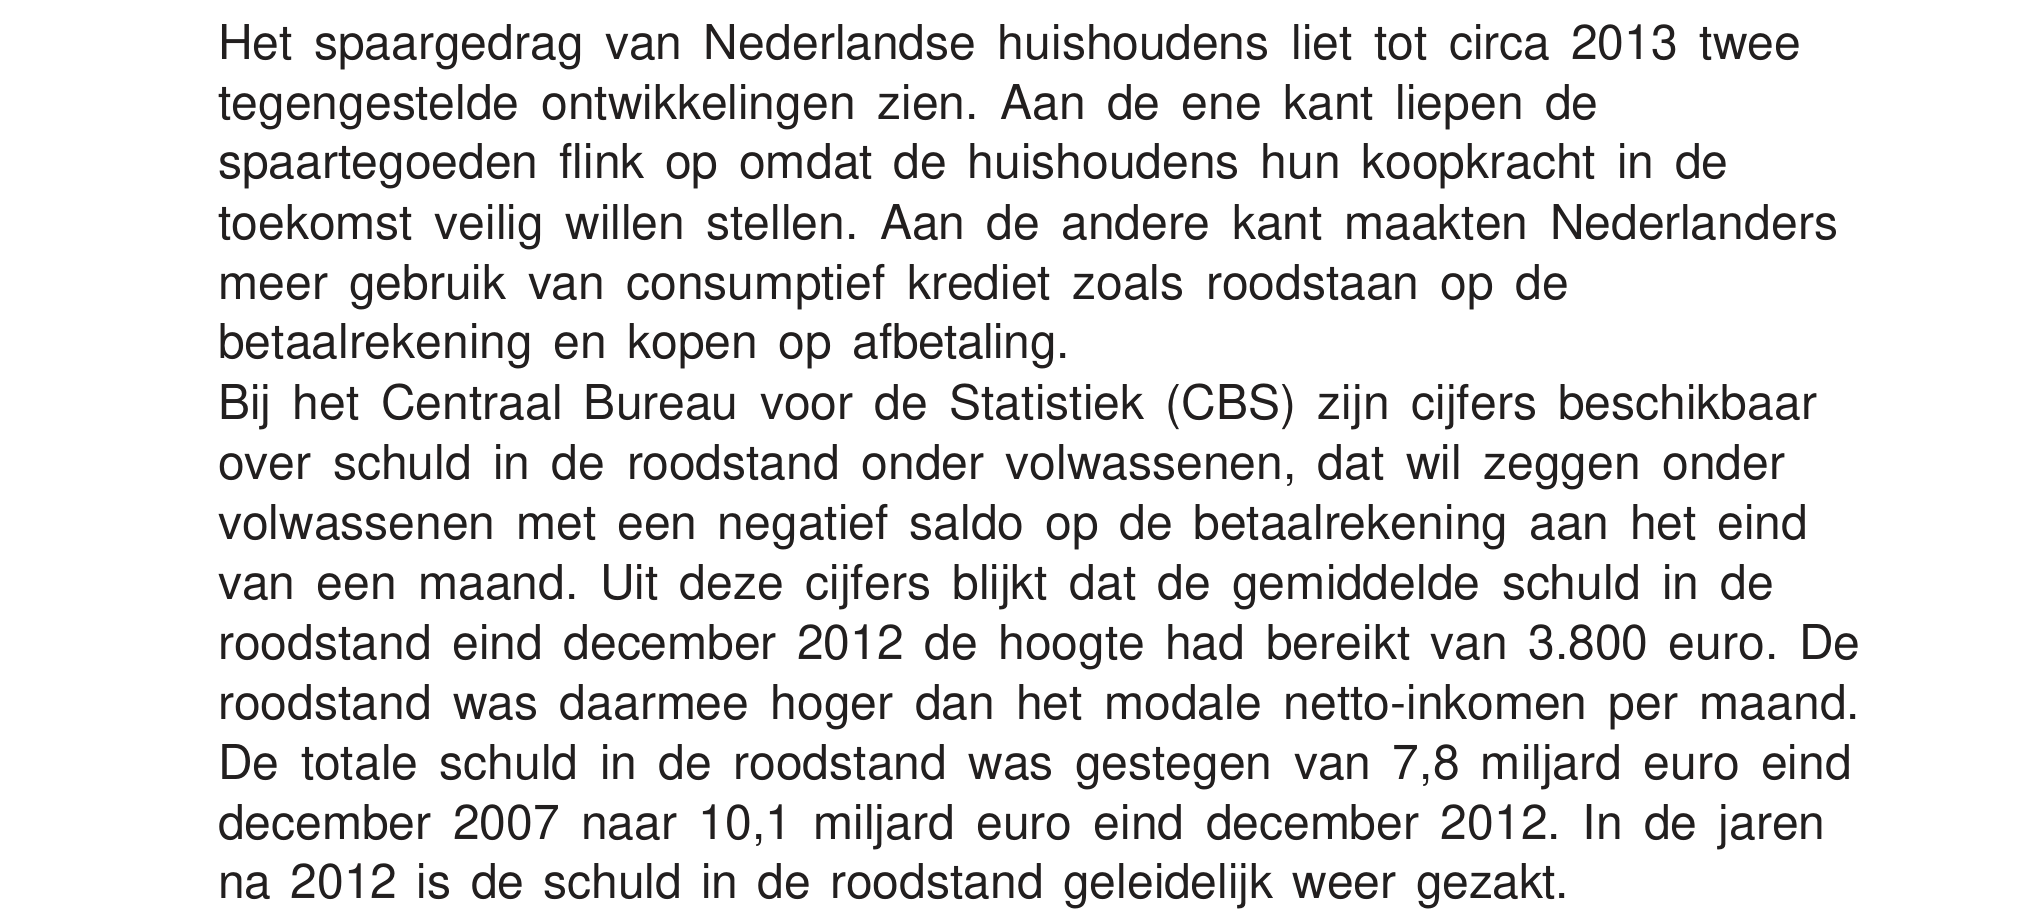 Het spaargedrag van Nederlandse huishoudens liet tot circa 2013 twee
tegengestelde ontwikkelingen zien. Aan de ene kant liepen de
spaartegoeden flink op omdat de huishoudens hun koopkracht in de
toekomst veilig willen stellen. Aan de andere kant maakten Nederlanders
meer gebruik van consumptief krediet zoals roodstaan op de
betaalrekening en kopen op afbetaling.
Bij het Centraal Bureau voor de Statistiek (CBS) zijn cijfers beschikbaar
over schuld in de roodstand onder volwassenen, dat wil zeggen onder
volwassenen met een negatief saldo op de betaalrekening aan het eind
van een maand. Uit deze cijfers blijkt dat de gemiddelde schuld in de
roodstand eind december 2012 de hoogte had bereikt van 3.800 euro. De
roodstand was daarmee hoger dan het modale netto-inkomen per maand.
De totale schuld in de roodstand was gestegen van 7,8 miljard euro eind
december 2007 naar 10,1 miljard euro eind december 2012. In de jaren
na 2012 is de schuld in de roodstand geleidelijk weer gezakt.